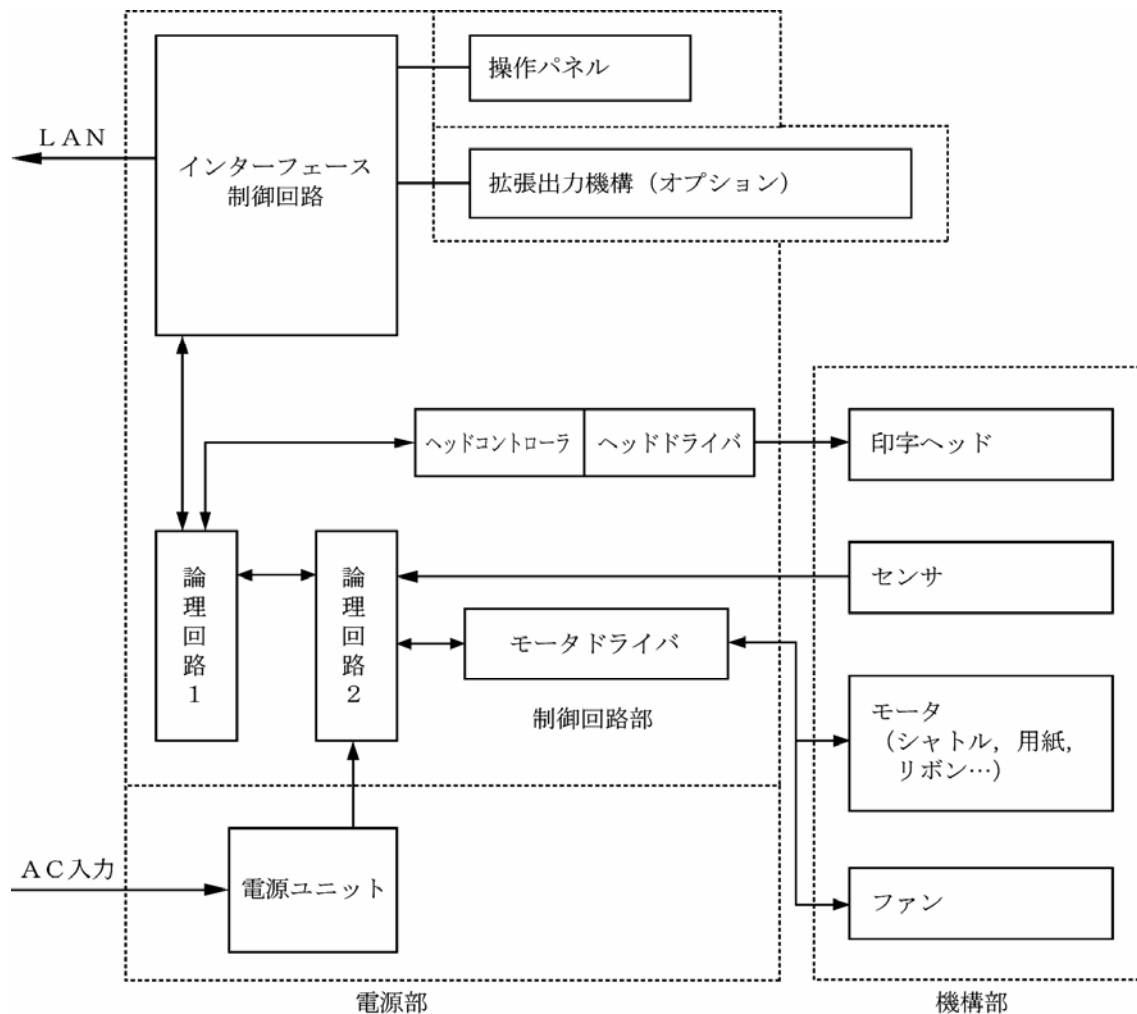 操作パネル
LAN
インターフェース
制御回路
拡張出力機構（オプション）
ヘッドコントローラ
ヘッドドライバ
印字ヘッド
論理回路1
論理回路2
センサ
モータドライバ
制御回路部
モータ
（シャトル，用紙，
リボン…）
AC入力
電源ユニット
ファン
電源部
機構部